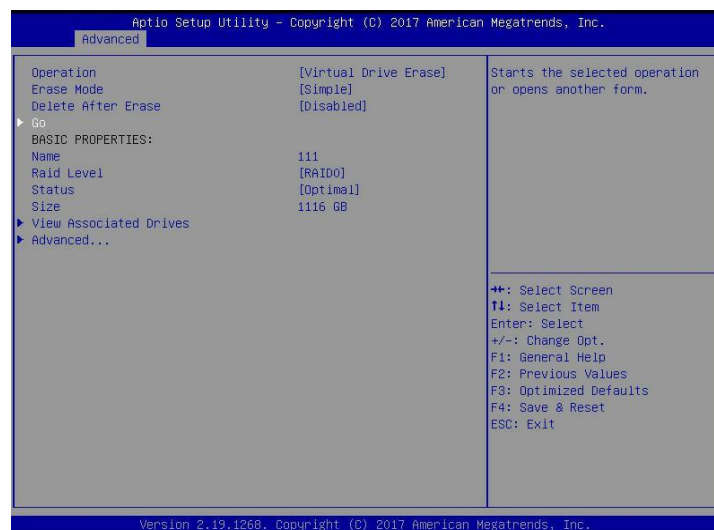 Aptio Setup Utility – Copyright (C) 2017 American Megatrends, Inc.
Advanced
Operation [Virtual Drive Erase]
Erase Mode [Simple]
Delete After Erase [Disabled]
Go
BASIC PROPERTIES:
Name 111
Raid Level [RAID0]
Status [Optimal]
Size 1116 GB
View Associated Drives
Advanced...
Starts the selected operation
or opens another form.
→←: Select Screen
↑↓: Select Item
Enter: Select
+/-: Change Opt.
F1: General Help
F2: Previous Values
F3: Optimized Defaults
F4: Save & Reset
ESC: Exit
Version 2.19.1268. Copyright (C) 2017 American Megatrends, Inc.